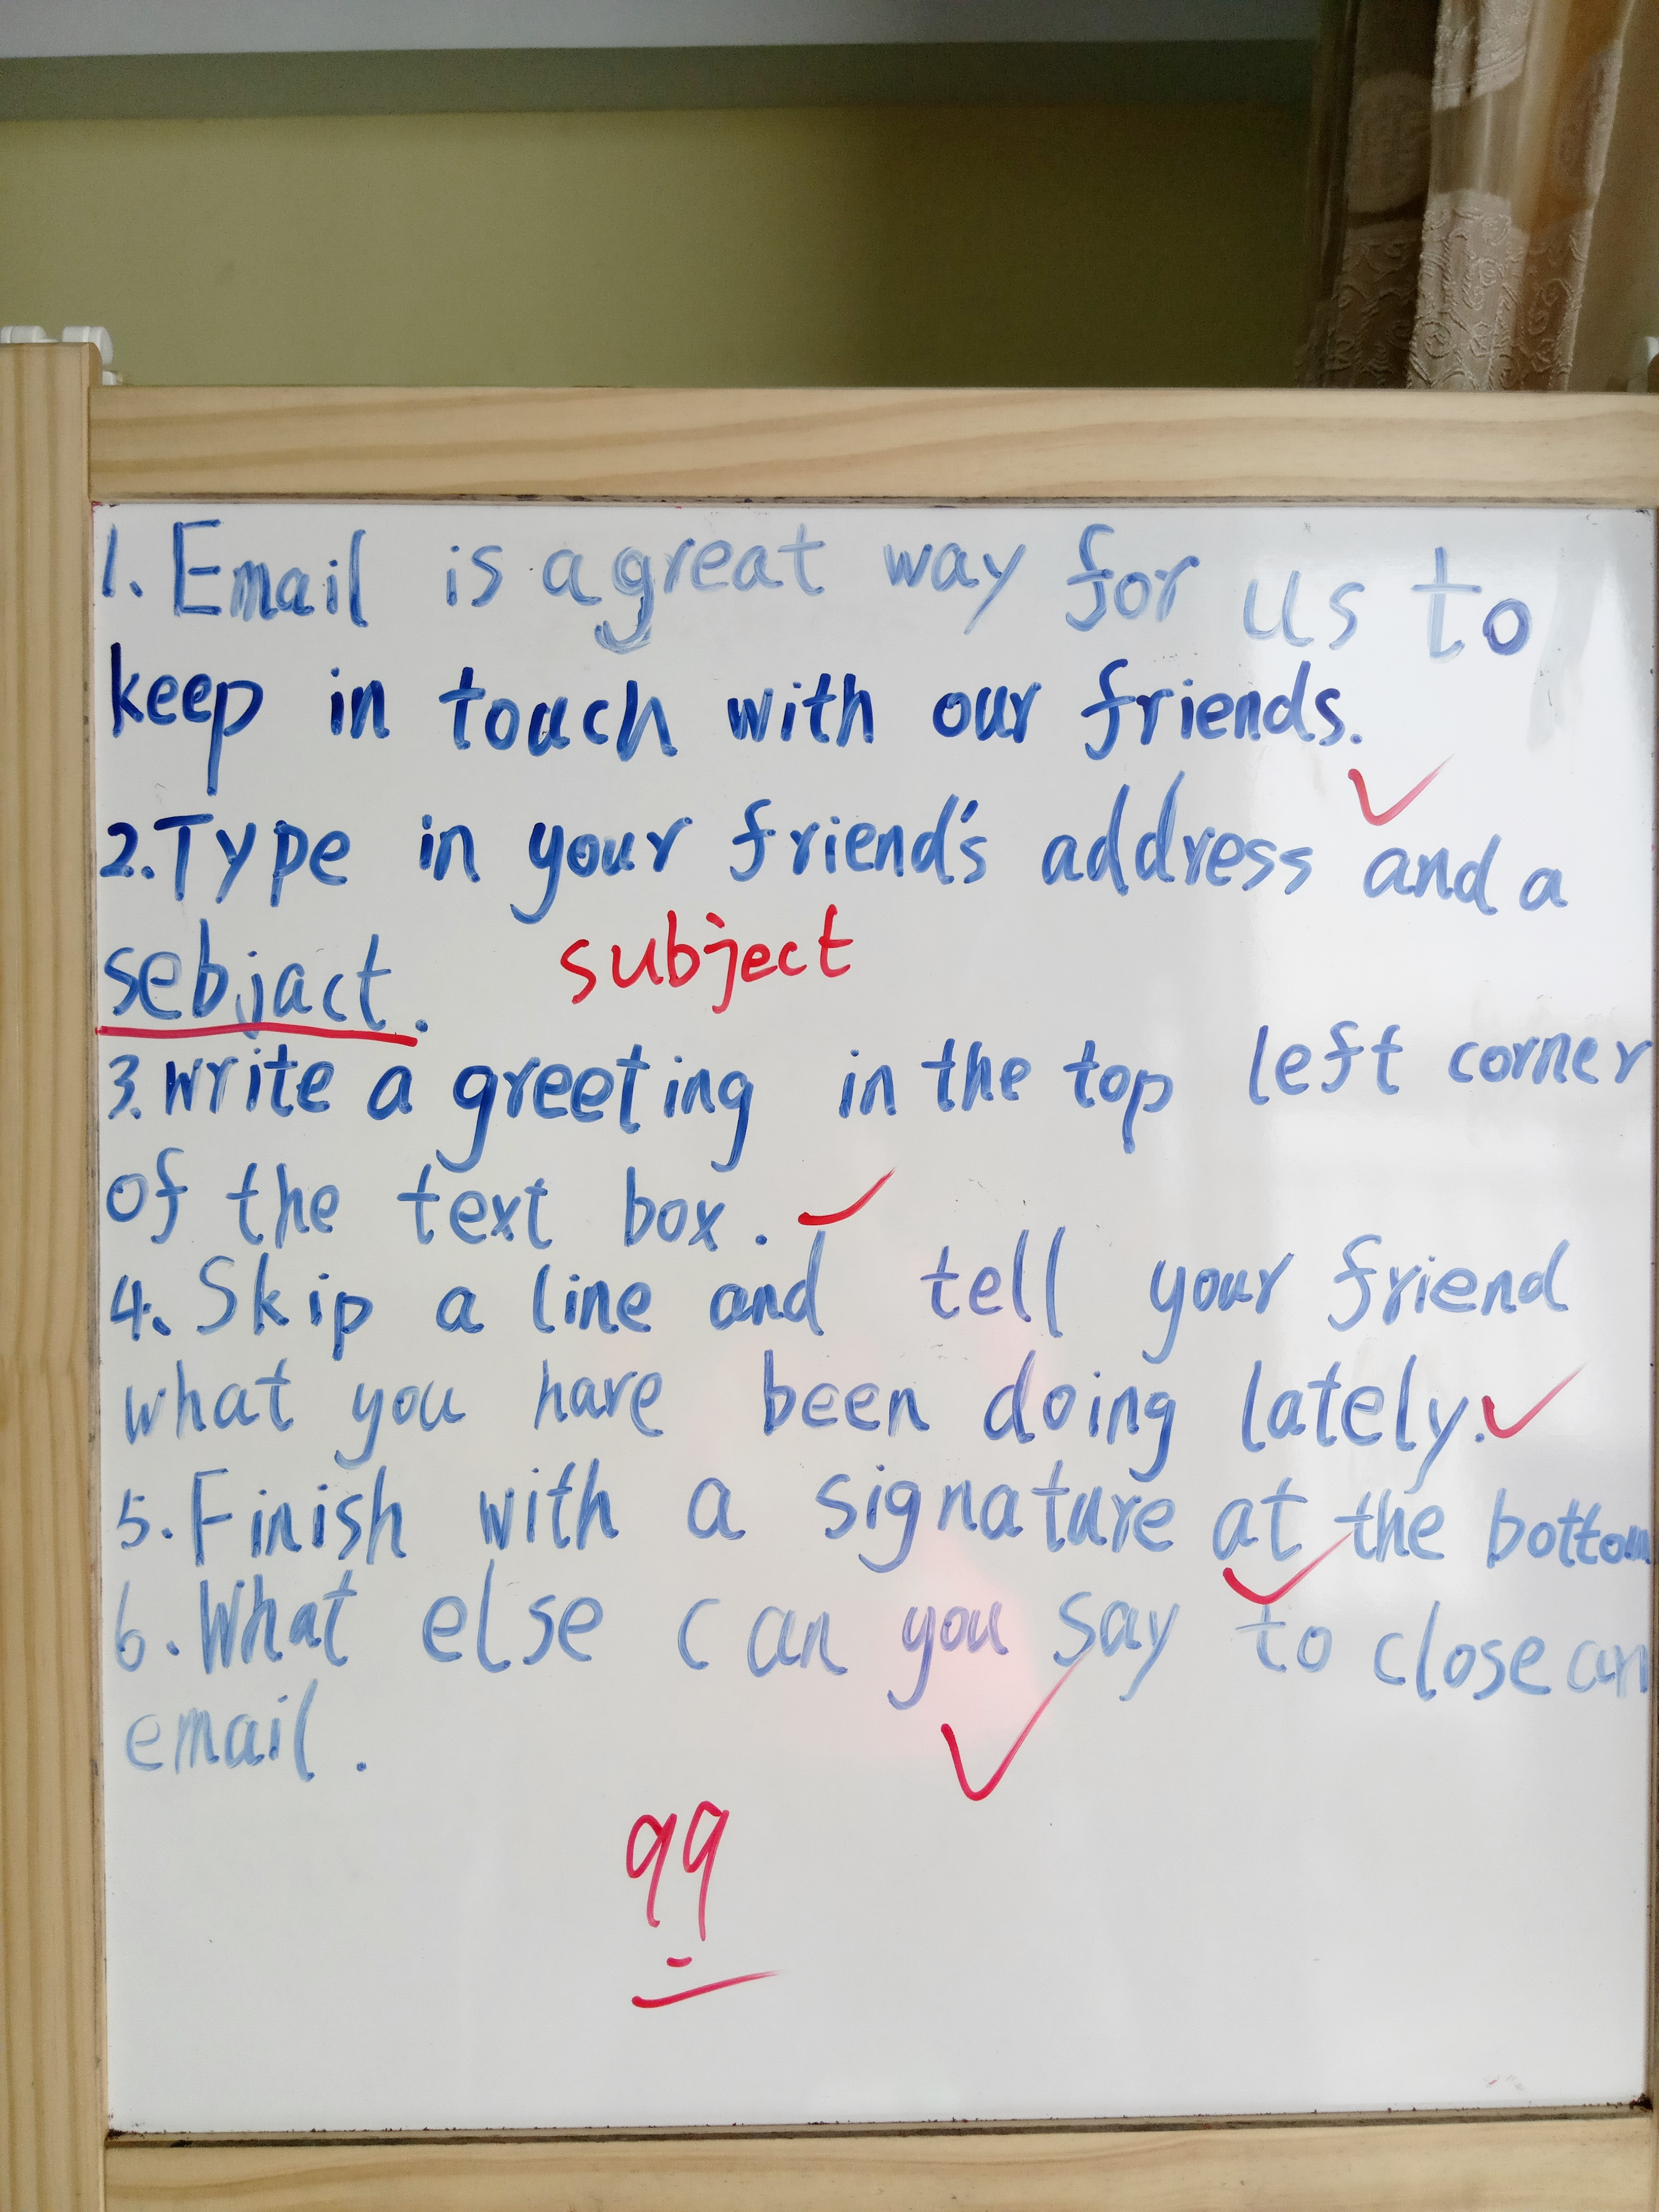 1. Email is a great way for us to
keep in touch with our friends.
2. Type in your friend's address and a
sebjact. subject
3. write a greeting in the top left corner
of the text box.
4. Skip a line and tell your friend
what you have been doing lately.
5. Finish with a signature at the bottom
6. What else can you say to close an
email.
99